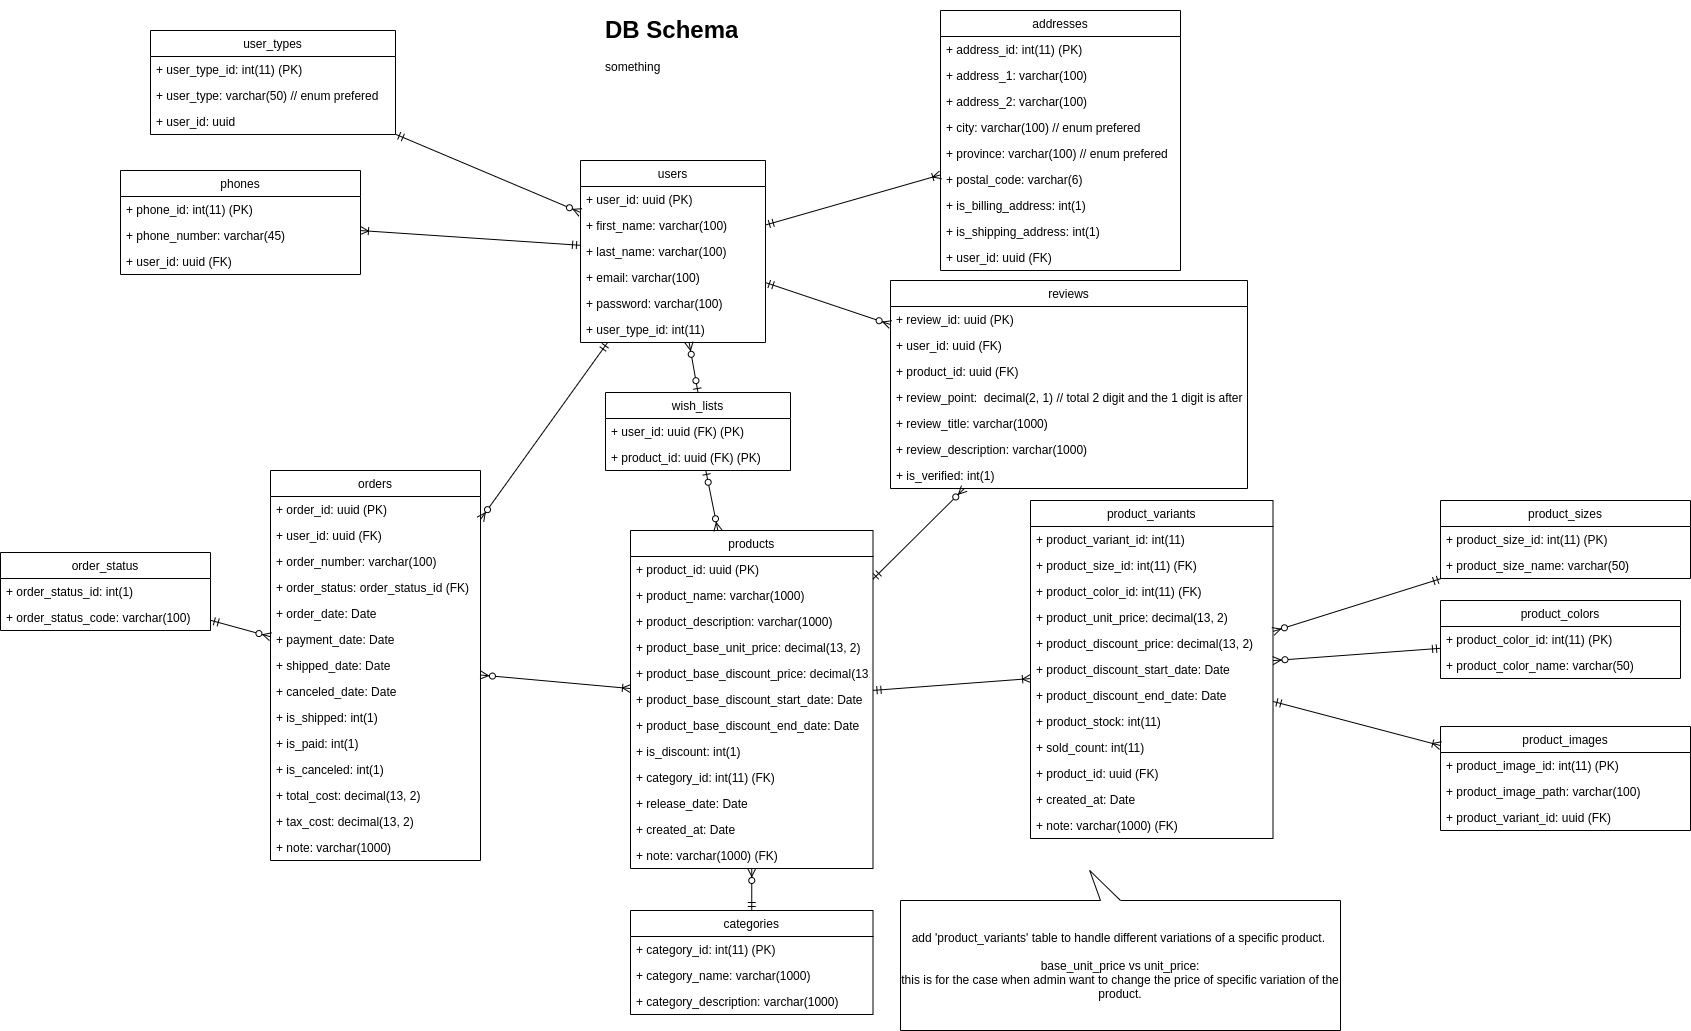 DB Schema
something
user_types
+ user_type_id: int(11) (PK)
+ user_type: varchar(50) // enum prefered
+ user_id: uuid
phones
+ phone_id: int(11) (PK)
+ phone_number: varchar(45)
+ user_id: uuid (FK)
users
+ user_id: uuid (PK)
+ first_name: varchar(100)
+ last_name: varchar(100)
+ email: varchar(100)
+ password: varchar(100)
+ user_type_id: int(11)
addresses
+ address_id: int(11) (PK)
+ address_1: varchar(100)
+ address_2: varchar(100)
+ city: varchar(100) // enum prefered
+ province: varchar(100) // enum prefered
+ postal_code: varchar(6)
+ is_billing_address: int(1)
+ is_shipping_address: int(1)
+ user_id: uuid (FK)
reviews
+ review_id: uuid (PK)
+ user_id: uuid (FK)
+ product_id: uuid (FK)
+ review_point:  decimal(2, 1) // total 2 digit and the 1 digit is after
+ review_title: varchar(1000)
+ review_description: varchar(1000)
+ is_verified: int(1)
wish_lists
+ user_id: uuid (FK) (PK)
+ product_id: uuid (FK) (PK)
orders
+ order_id: uuid (PK)
+ user_id: uuid (FK)
+ order_number: varchar(100)
+ order_status: order_status_id (FK)
+ order_date: Date
+ payment_date: Date
+ shipped_date: Date
+ canceled_date: Date
+ is_shipped: int(1)
+ is_paid: int(1)
+ is_canceled: int(1)
+ total_cost: decimal(13, 2)
+ tax_cost: decimal(13, 2)
+ note: varchar(1000)
order_status
+ order_status_id: int(1)
+ order_status_code: varchar(100)
products
+ product_id: uuid (PK)
+ product_name: varchar(1000)
+ product_description: varchar(1000)
+ product_base_unit_price: decimal(13, 2)
+ product_base_discount_price: decimal(13
+ product_base_discount_start_date: Date
+ product_base_discount_end_date: Date
+ is_discount: int(1)
+ category_id: int(11) (FK)
+ release_date: Date
+ created_at: Date
+ note: varchar(1000) (FK)
categories
+ category_id: int(11) (PK)
+ category_name: varchar(1000)
+ category_description: varchar(1000)
product_variants
+ product_variant_id: int(11)
+ product_size_id: int(11) (FK)
+ product_color_id: int(11) (FK)
+ product_unit_price: decimal(13, 2)
+ product_discount_price: decimal(13, 2)
+ product_discount_start_date: Date
+ product_discount_end_date: Date
+ product_stock: int(11)
+ sold_count: int(11)
+ product_id: uuid (FK)
+ created_at: Date
+ note: varchar(1000) (FK)
product_sizes
+ product_size_id: int(11) (PK)
+ product_size_name: varchar(50)
product_colors
+ product_color_id: int(11) (PK)
+ product_color_name: varchar(50)
product_images
+ product_image_id: int(11) (PK)
+ product_image_path: varchar(100)
+ product_variant_id: uuid (FK)
add 'product_variants' table to handle different variations of a specific product.
base_unit_price vs unit_price:
this is for the case when admin want to change the price of specific variation of the
product.